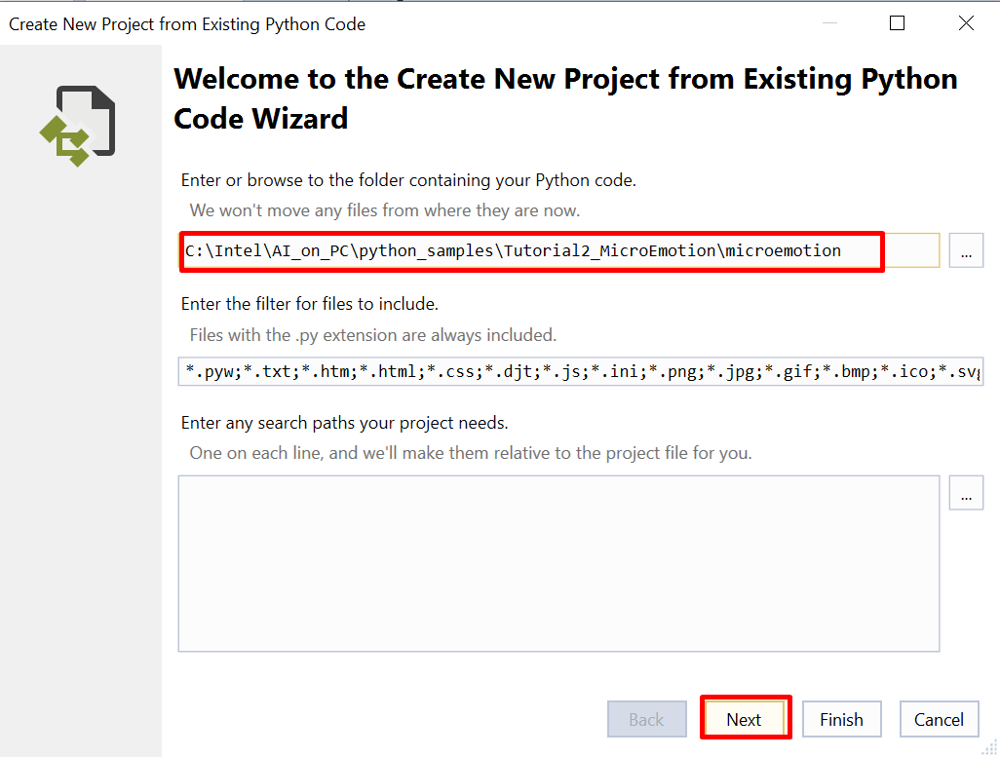 Create New Project from Existing Python Code
Welcome to the Create New Project from Existing Python
Code Wizard
Enter or browse to the folder containing your Python code.
We won't move any files from where they are now.
C:\Intel\AI_on_PC\python_samples\Tutorial2_MicroEmotion\microemotion
...
Enter the filter for files to include.
Files with the .py extension are always included.
*.pyw;*.txt;*.htm;*.html;*.css;*.djt;*.js;*.ini;*.png;*.jpg;*.gif;*.bmp;*.ico;*.svg
Enter any search paths your project needs.
One on each line, and we'll make them relative to the project file for you.
...
Back
Next
Finish
Cancel